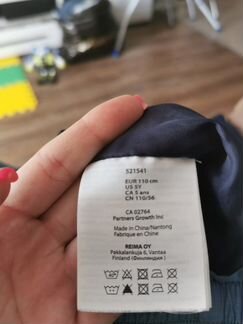 521541
EUR 110 cm
US 5Y
CA 5 ans
CN 110/56
CA 02764
Partners Growth Inc
Made in China/Nantong
Fabriqué en Chine
REIMA OY
Pakkalankuja 6, Vantaa
Finland (Финляндия)